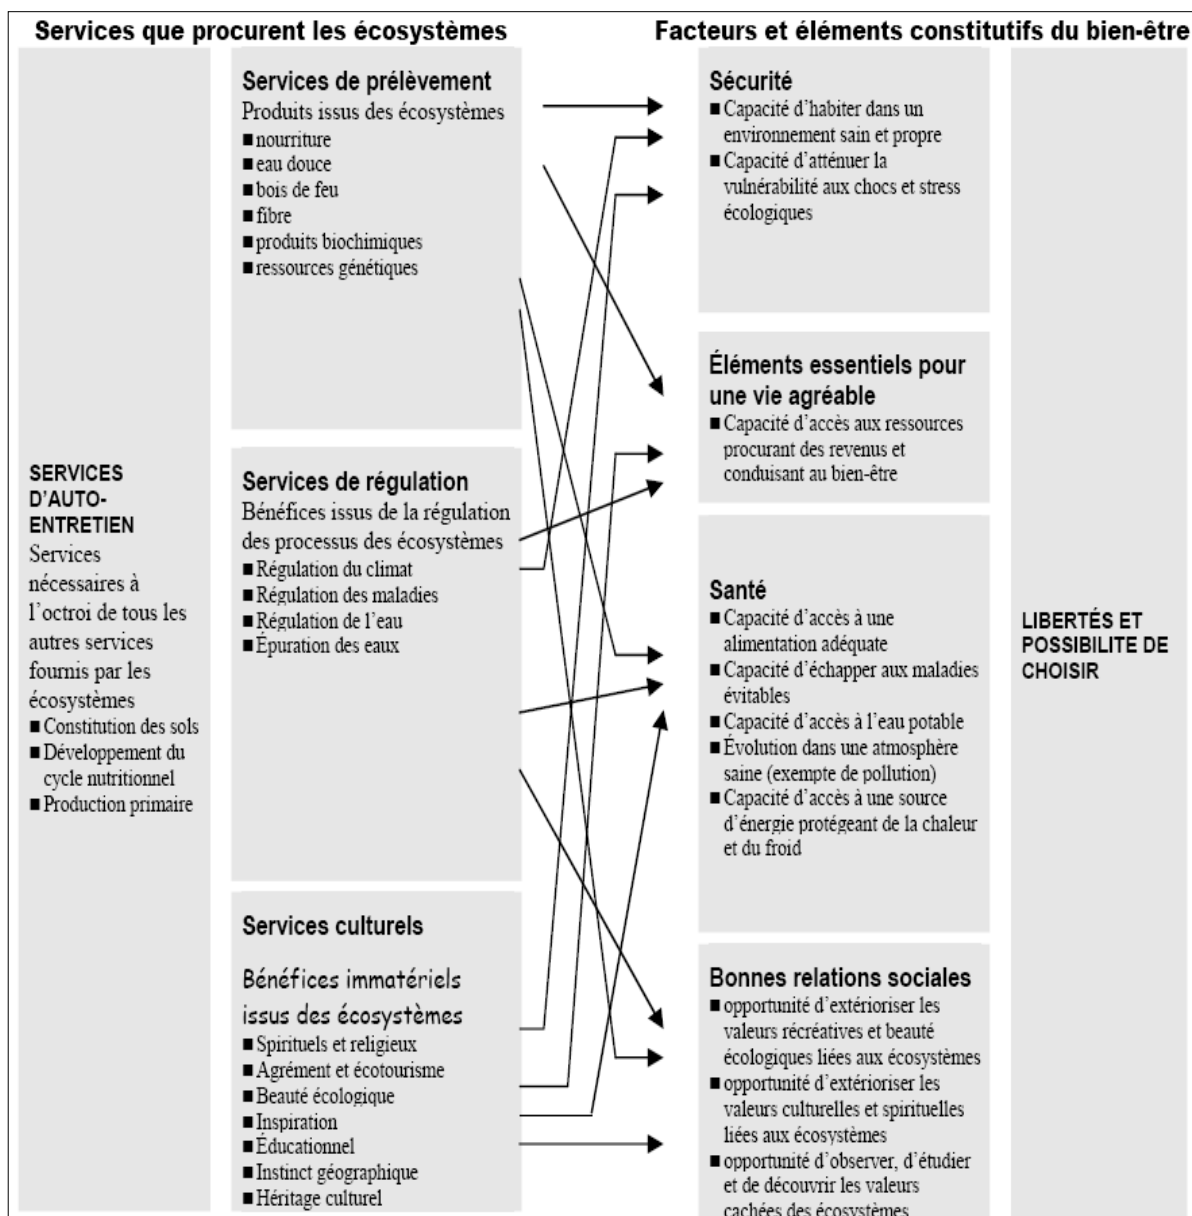 Services que procurent les écosystèmes
Facteurs et éléments constitutifs du bien-être
SERVICES
D’AUTO-
ENTRETIEN
Services
nécessaires à
l’octroi de tous les
autres services
fournis par les
écosystèmes
■ Constitution des sols
■ Développement du
cycle nutritionnel
■ Production primaire
Services de prélèvement
Produits issus des écosystèmes
■ nourriture
■ eau douce
■ bois de feu
■ fibre
■ produits biochimiques
■ ressources génétiques
Services de régulation
Bénéfices issus de la régulation
des processus des écosystèmes
■ Régulation du climat
■ Régulation des maladies
■ Régulation de l’eau
■ Épuration des eaux
Services culturels
Bénéfices immatériels
issus des écosystèmes
■ Spirituels et religieux
■ Agrément et écotourisme
■ Beauté écologique
■ Inspiration
■ Éducationnel
■ Instinct géographique
■ Héritage culturel
Sécurité
■ Capacité d’habiter dans un
environnement sain et propre
■ Capacité d’atténuer la
vulnérabilité aux chocs et stress
écologiques
Éléments essentiels pour
une vie agréable
■ Capacité d’accès aux ressources
procurant des revenus et
conduisant au bien-être
Santé
■ Capacité d’accès à une
alimentation adéquate
■ Capacité d’échapper aux maladies
évitables
■ Capacité d’accès à l’eau potable
■ Évolution dans une atmosphère
saine (exempte de pollution)
■ Capacité d’accès à une source
d’énergie protégeant de la chaleur
et du froid
Bonnes relations sociales
■ opportunité d’extérioriser les
valeurs récréatives et beauté
écologiques liées aux écosystèmes
■ opportunité d’extérioriser les
valeurs culturelles et spirituelles
liées aux écosystèmes
■ opportunité d’observer, d’étudier
et de découvrir les valeurs
cachées des écosystèmes
LIBERTÉS ET
POSSIBILITE DE
CHOISIR